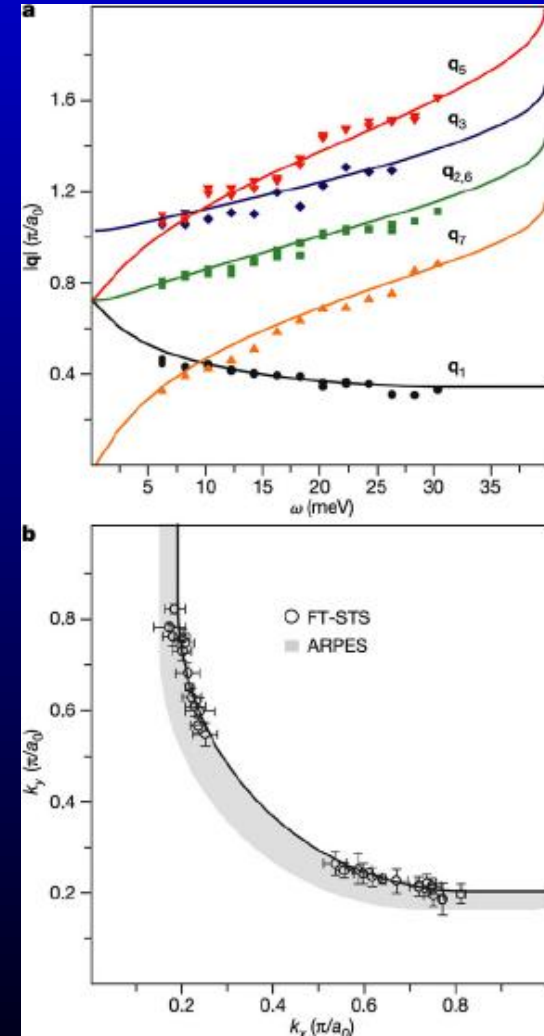 a
q5
1.6
q3
1.2
q2,6
|q| (π/a0)
0.8
q7
0.4
q1
5 10 15 20 25 30 35
ω (meV)
b
0.8
FT-STS
ARPES
0.6
ky (π/a0)
0.4
0.2
0.2 0.4 0.6 0.8
kx (π/a0)